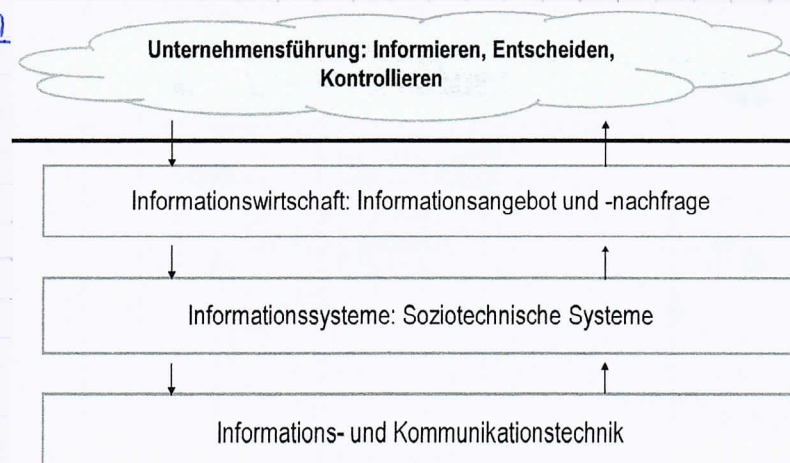 Unternehmensführung: Informieren, Entscheiden,
Kontrollieren
Informationswirtschaft: Informationsangebot und -nachfrage
Informationssysteme: Soziotechnische Systeme
Informations- und Kommunikationstechnik